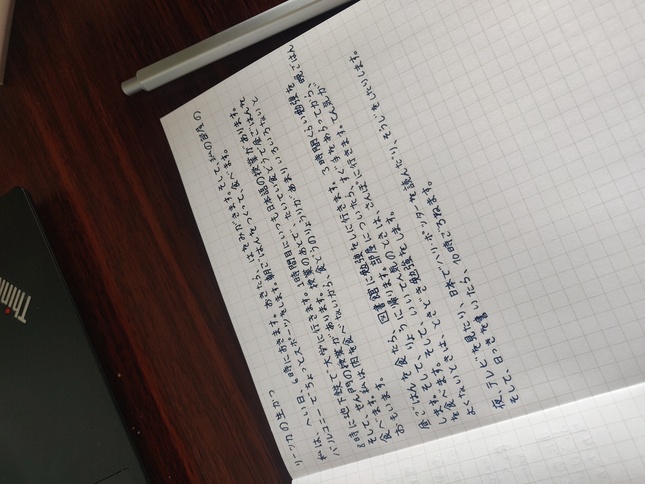 Think
リーッカの生かつ
私は、へい日、6時におきます。おきたら、はをみがきます。そして、私の部屋の
バルコニーでちょっとスポーツをします。朝ごはんをつくって、食べます。
8時に地下鉄で大学に行きます。1時間目にいつも日本語の授業があります。
そして、せん門の授業があります。授業のあとで、たいてい食どうで昼ごはんを
食べます。私は肉を食べないから、食どうのりょうりがあまりいろいろないと
おもいます。
昼ごはんを食たら、図書館に勉強をしに行きます。3時間くらい勉強を
します。そして、りょうに帰ります。部屋についたら、すぐ手をあらってから、晩ごはん
を食べます。そして、いいてん気のときは、さんぽに行きます。てん気が
よくないときは、ときどき勉強をします。
夜、テレビを見たり、日本でハリ・ポッターを読んだり、そうじをしたりします。
そして、日っきを書いたら、10時ごろねます。